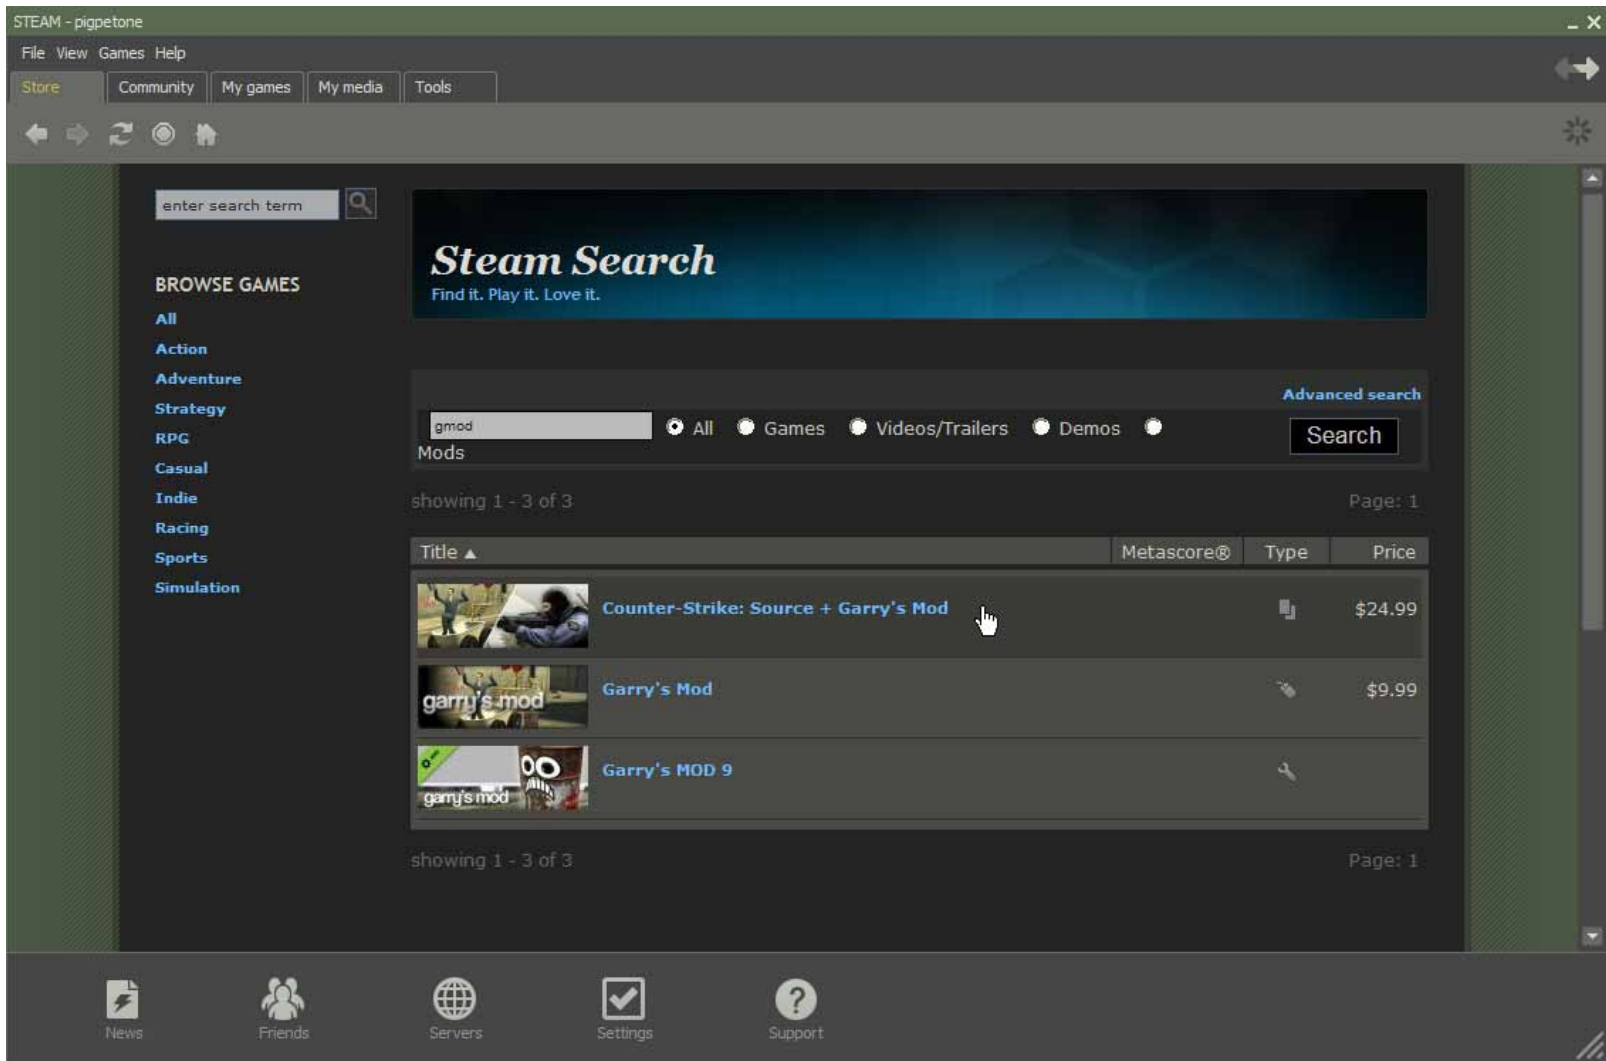 STEAM - pigpetone
File View Games Help
Store Community My games My media Tools
enter search term
Steam Search
Find it. Play it. Love it.
BROWSE GAMES
All
Action
Adventure
Strategy
RPG
Casual
Indie
Racing
Sports
Simulation
Advanced search
gmod All Games Videos/Trailers Demos
Mods
Search
showing 1 - 3 of 3 Page: 1
Title ▲ Metascore® Type Price
Counter-Strike: Source + Garry's Mod $24.99
garry's mod
Garry's Mod $9.99
garry's mod
Garry's MOD 9
showing 1 - 3 of 3 Page: 1
News Friends Servers Settings Support